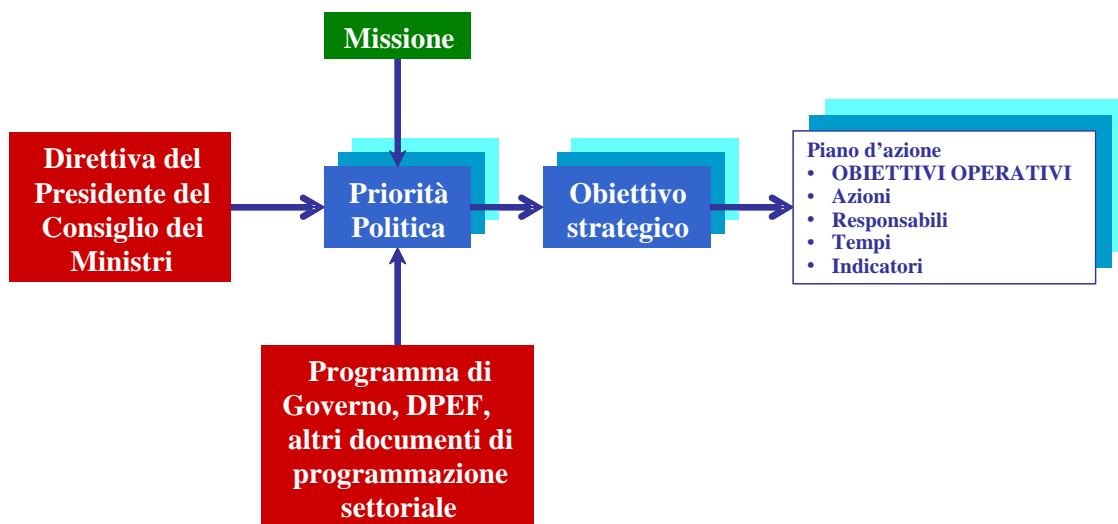 Missione
Direttiva del
Presidente del
Consiglio dei
Ministri
Priorità
Politica
Obiettivo
strategico
Piano d’azione
• OBIETTIVI OPERATIVI
• Azioni
• Responsabili
• Tempi
• Indicatori
Programma di
Governo, DPEF,
altri documenti di
programmazione
settoriale